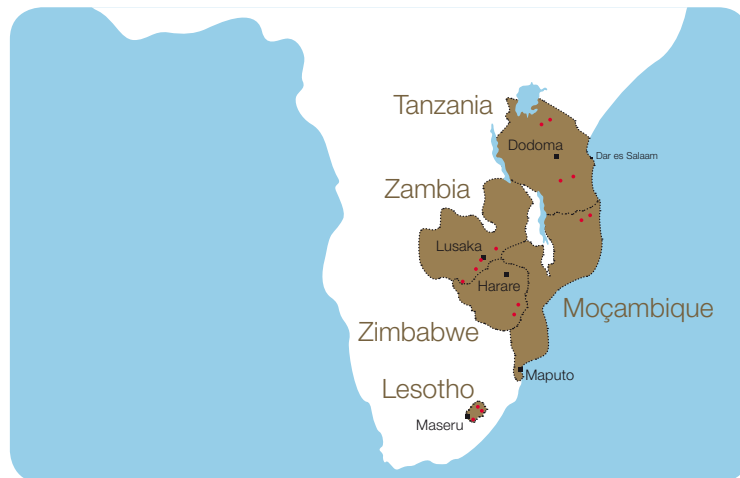 Tanzania
Dodoma
Dar es Salaam
Zambia
Lusaka
Harare
Moçambique
Zimbabwe
Maputo
Lesotho
Maseru